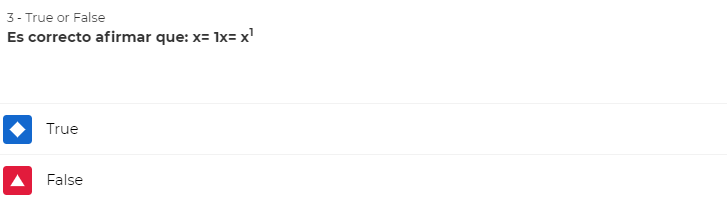 3 - True or False
Es correcto afirmar que: x= 1x= x¹
True
False